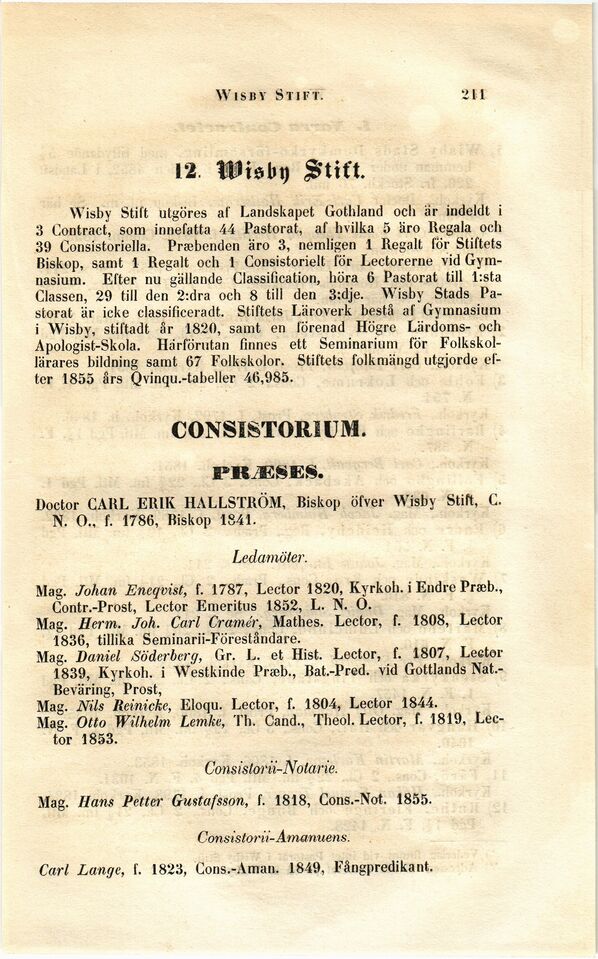 WISBY STIFT. 211
12. Wisby Stift.
Wisby Stift utgöres af Landskapet Gothland och är indeldt i
3 Contract, som innefatta 44 Pastorat, af hvilka 5 äro Regala och
39 Consistoriella. Præbenden äro 3, nemligen 1 Regalt för Stiftets
Biskop, samt 1 Regalt och 1 Consistorielt för Lectorerne vid Gym-
nasium. Efter nu gällande Classification, höra 6 Pastorat till 1:sta
Classen, 29 till den 2:dra och 8 till den 3:dje. Wisby Stads Pa-
storat är icke classificeradt. Stiftets Läroverk bestå af Gymnasium
i Wisby, stiftadt år 1820, samt en förenad Högre Lärdoms- och
Apologist-Skola. Härförutan finnes ett Seminarium för Folkskol-
lärares bildning samt 67 Folkskolor. Stiftets folkmängd utgjorde ef-
ter 1855 års Qvinqu.-tabeller 46,985.
CONSISTORIUM.
PRÆSES.
Doctor CARL ERIK HALLSTRÖM, Biskop öfver Wisby Stift, C.
N. O., f. 1786, Biskop 1841.
Ledamöter.
Mag. Johan Eneqvist, f. 1787, Lector 1820, Kyrkoh. i Endre Præb.,
Contr.-Prost, Lector Emeritus 1852, L. N. O.
Mag. Herm. Joh. Carl Cramér, Mathes. Lector, f. 1808, Lector
1836, tillika Seminarii-Föreståndare.
Mag. Daniel Söderberg, Gr. L. et Hist. Lector, f. 1807, Lector
1839, Kyrkoh. i Westkinde Præb., Bat.-Pred. vid Gottlands Nat.-
Beväring, Prost,
Mag. Nils Reinicke, Eloqu. Lector, f. 1804, Lector 1844.
Mag. Otto Wilhelm Lemke, Th. Cand., Theol. Lector, f. 1819, Lec-
tor 1853.
Consistorii-Notarie.
Mag. Hans Petter Gustafsson, f. 1818, Cons.-Not. 1855.
Consistorii-Amanuens.
Carl Lange, f. 1823, Cons.-Aman. 1849, Fångpredikant.